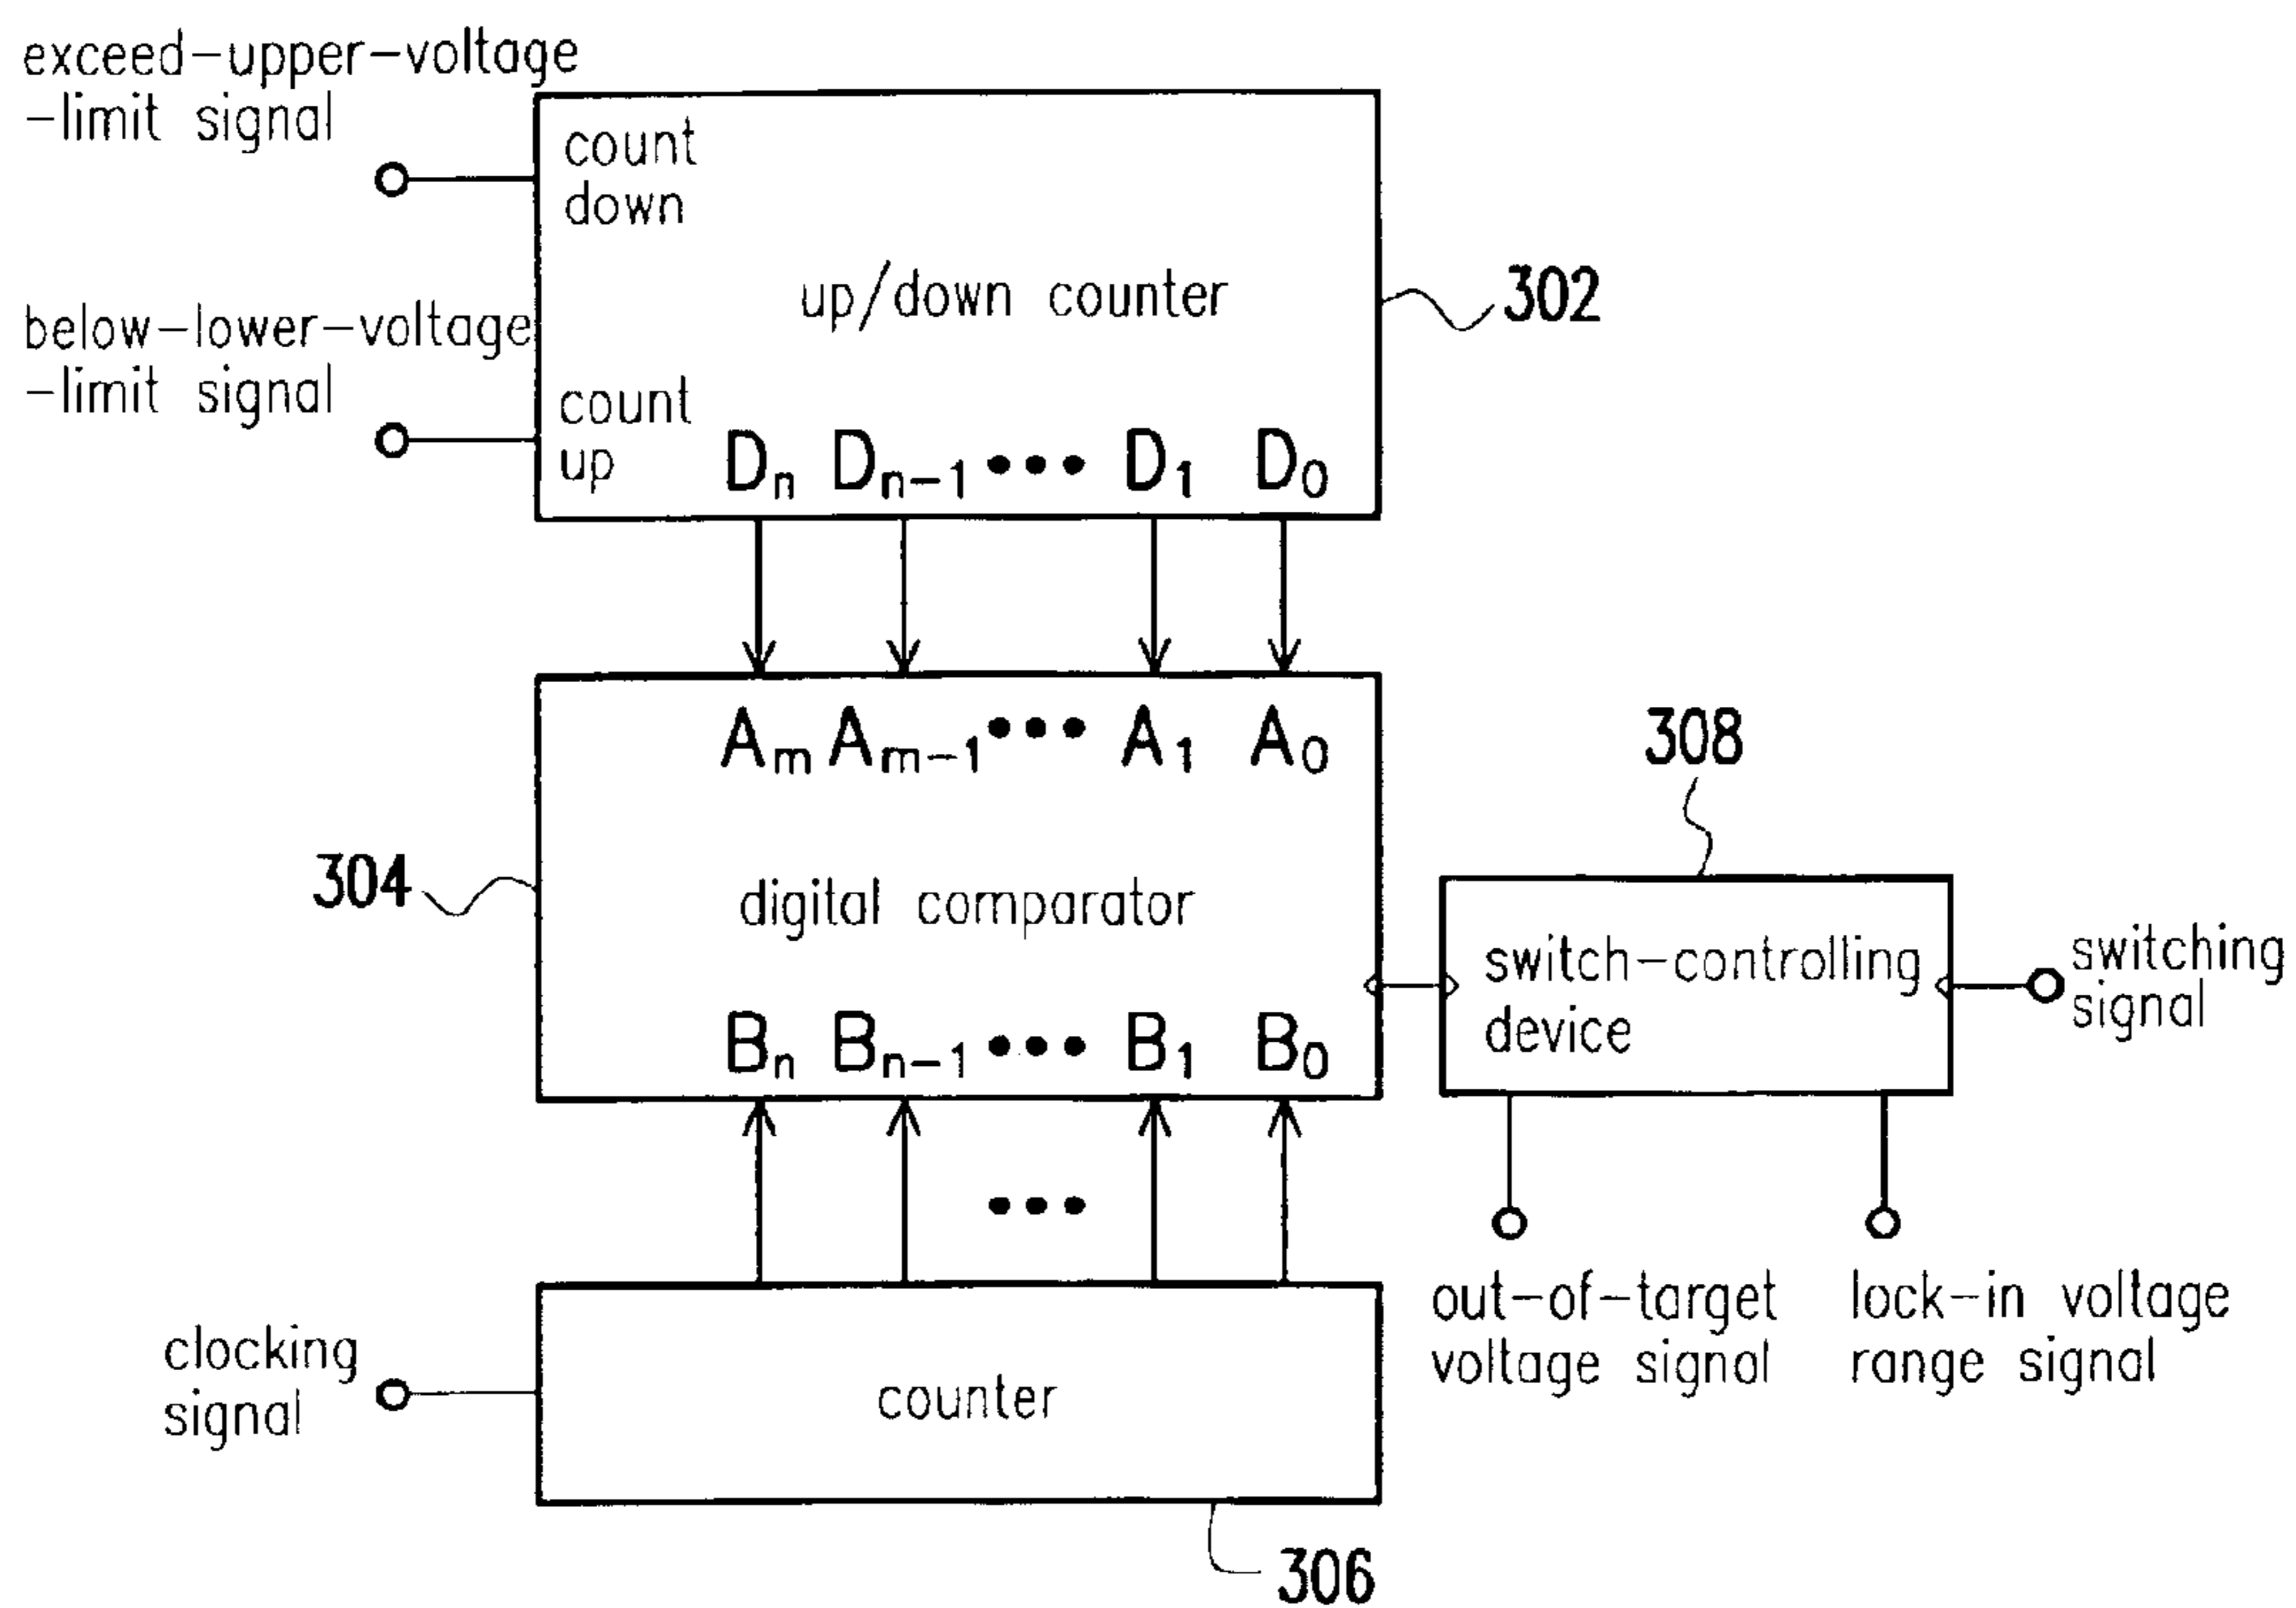 exceed-upper-voltage
-limit signal
count
down
up/down counter
302
below-lower-voltage
-limit signal
count
up
Dn Dn-1 ••• D1 D0
Am Am-1 ••• A1 A0
308
304
digital comparator
switch-controlling
device
switching
signal
Bn Bn-1 ••• B1 B0
•••
out-of-target
voltage signal
lock-in voltage
range signal
clocking
signal
counter
306